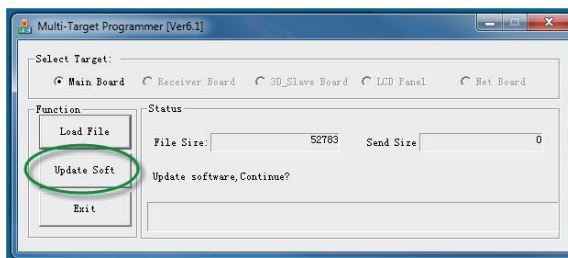 Multi-Target Programmer [Ver6.1]
Select Target:
Main Board Receiver Board 3D_Slave Board LCD Panel Net Board
Function
Status
Load File
File Size: 52783 Send Size 0
Update Soft
Update software,Continue?
Exit